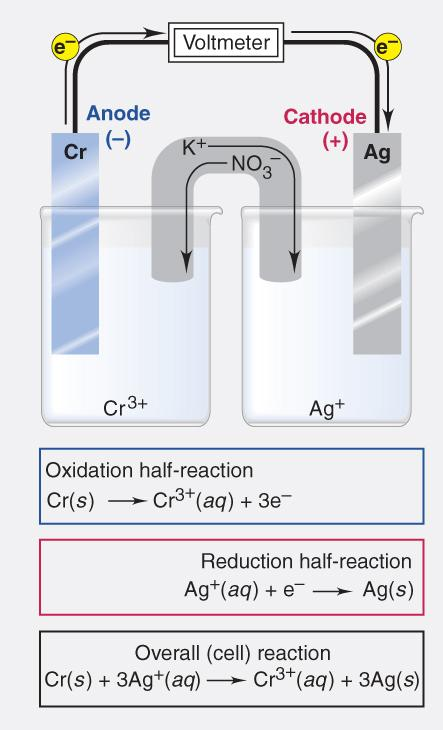 e⁻ Voltmeter e⁻
Anode
(–)
Cathode
(+)
Cr
K+
NO₃⁻
Ag
Cr³⁺
Ag⁺
Oxidation half-reaction
Cr(s) ⟶ Cr³⁺(aq) + 3e⁻
Reduction half-reaction
Ag⁺(aq) + e⁻ ⟶ Ag(s)
Overall (cell) reaction
Cr(s) + 3Ag⁺(aq) ⟶ Cr³⁺(aq) + 3Ag(s)